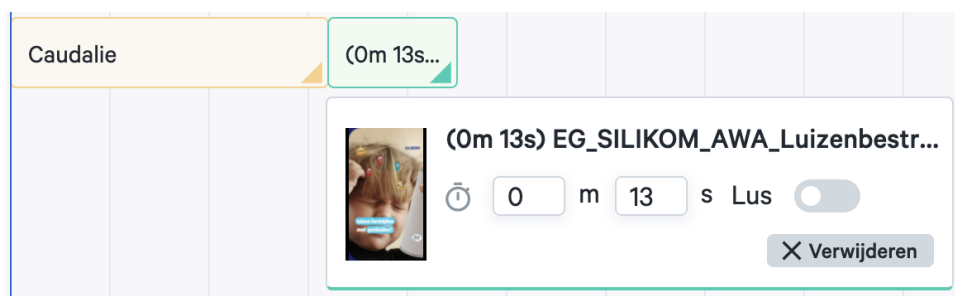 Caudalie
(0m 13s...
(0m 13s) EG_SILIKOM_AWA_Luizenbestr...
0 m 13 s Lus
Verwijderen